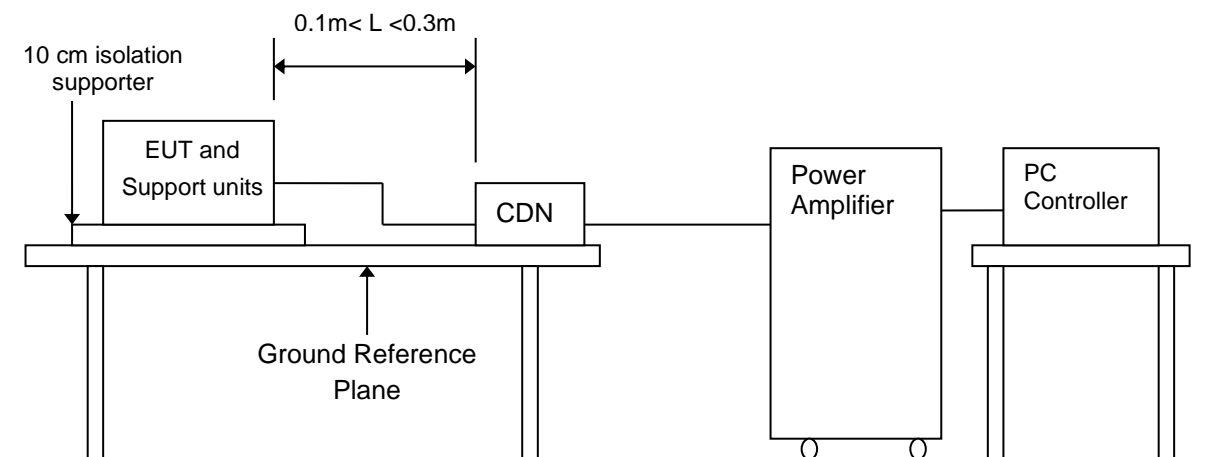 0.1m< L <0.3m
10 cm isolation
supporter
EUT and
Support units
CDN
Power
Amplifier
PC
Controller
Ground Reference
Plane